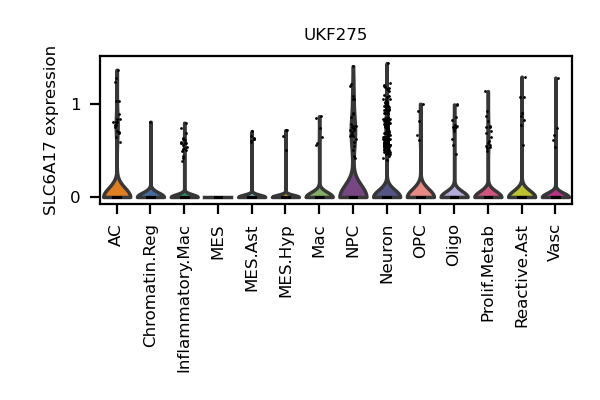 UKF275
SLC6A17 expression
1
0
AC
Chromatin.Reg
Inflammatory.Mac
MES
MES.Ast
MES.Hyp
Mac
NPC
Neuron
OPC
Oligo
Prolif.Metab
Reactive.Ast
Vasc